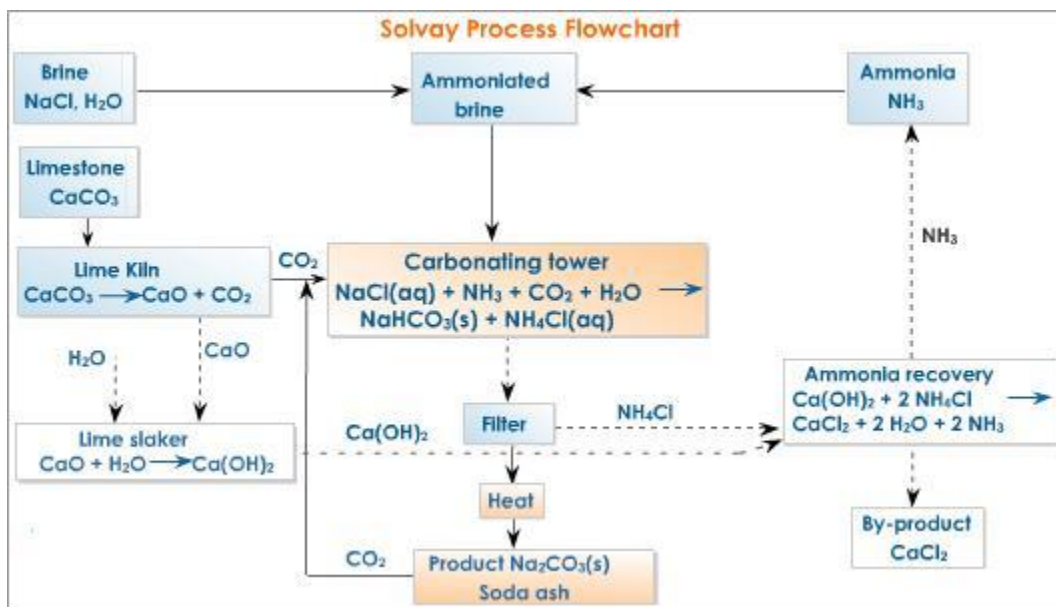 Solvay Process Flowchart
Brine
NaCl, H₂O
Ammoniated
brine
Ammonia
NH₃
Limestone
CaCO₃
NH₃
Lime Kiln
CaCO₃ → CaO + CO₂
CO₂
Carbonating tower
NaCl(aq) + NH₃ + CO₂ + H₂O →
NaHCO₃(s) + NH₄Cl(aq)
H₂O
CaO
Ammonia recovery
Ca(OH)₂ + 2 NH₄Cl →
CaCl₂ + 2 H₂O + 2 NH₃
Lime slaker
CaO + H₂O → Ca(OH)₂
Ca(OH)₂
Filter
NH₄Cl
Heat
By-product
CaCl₂
CO₂
Product Na₂CO₃(s)
Soda ash